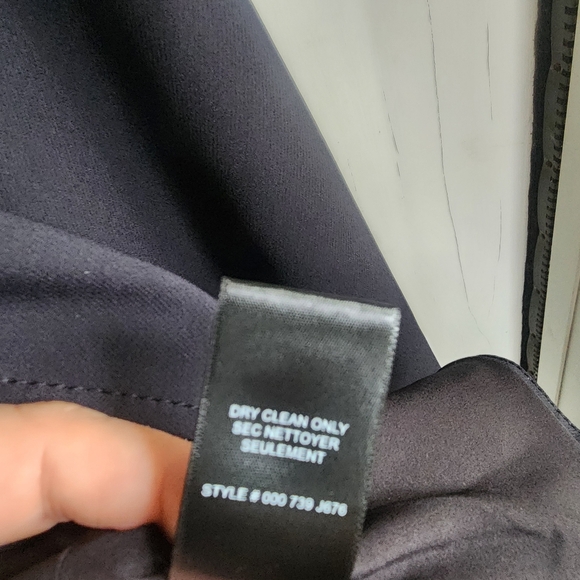 DRY CLEAN ONLY
SEC NETTOYER
SEULEMENT
STYLE # 000 739 J676